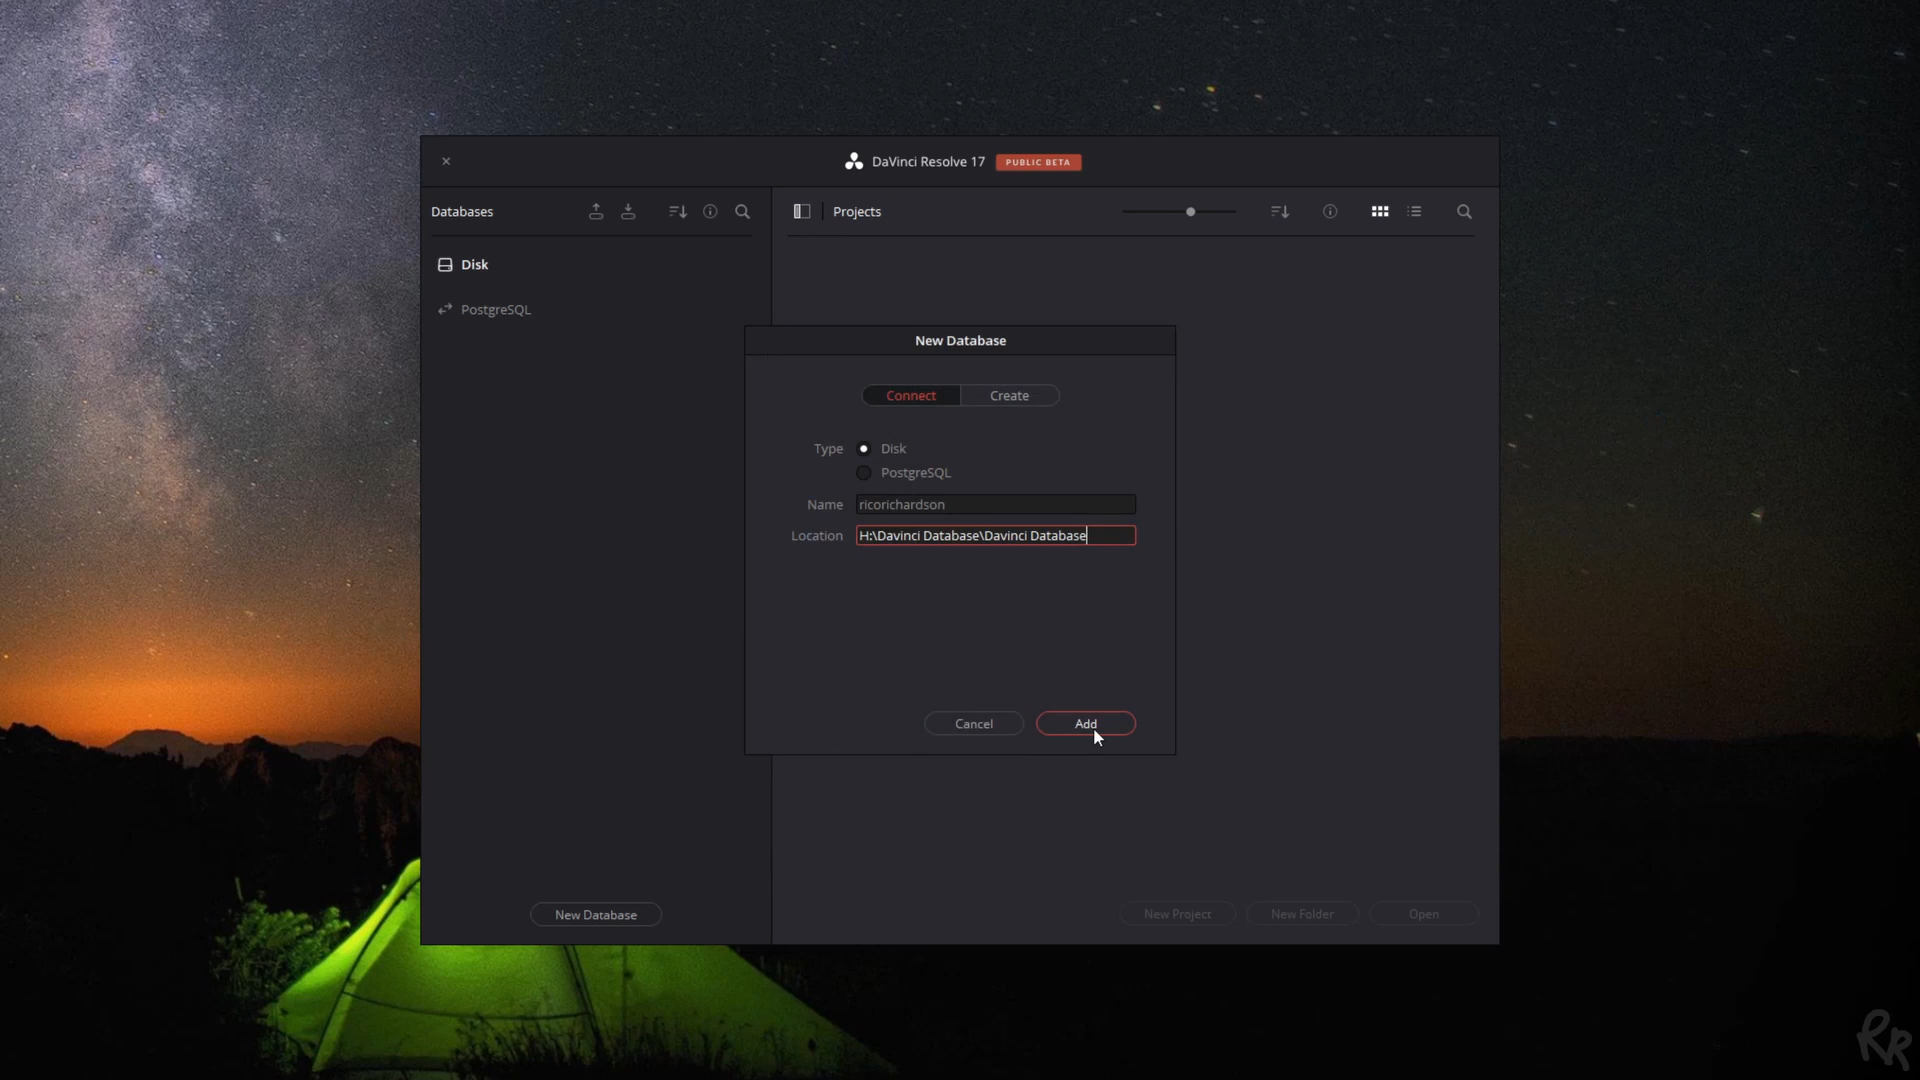 DaVinci Resolve 17 PUBLIC BETA
Databases
Projects
Disk
PostgreSQL
New Database
Connect Create
Type Disk
PostgreSQL
Name ricorichardson
Location H:\Davinci Database\Davinci Database
Cancel Add
New Database
New Project New Folder Open
RR